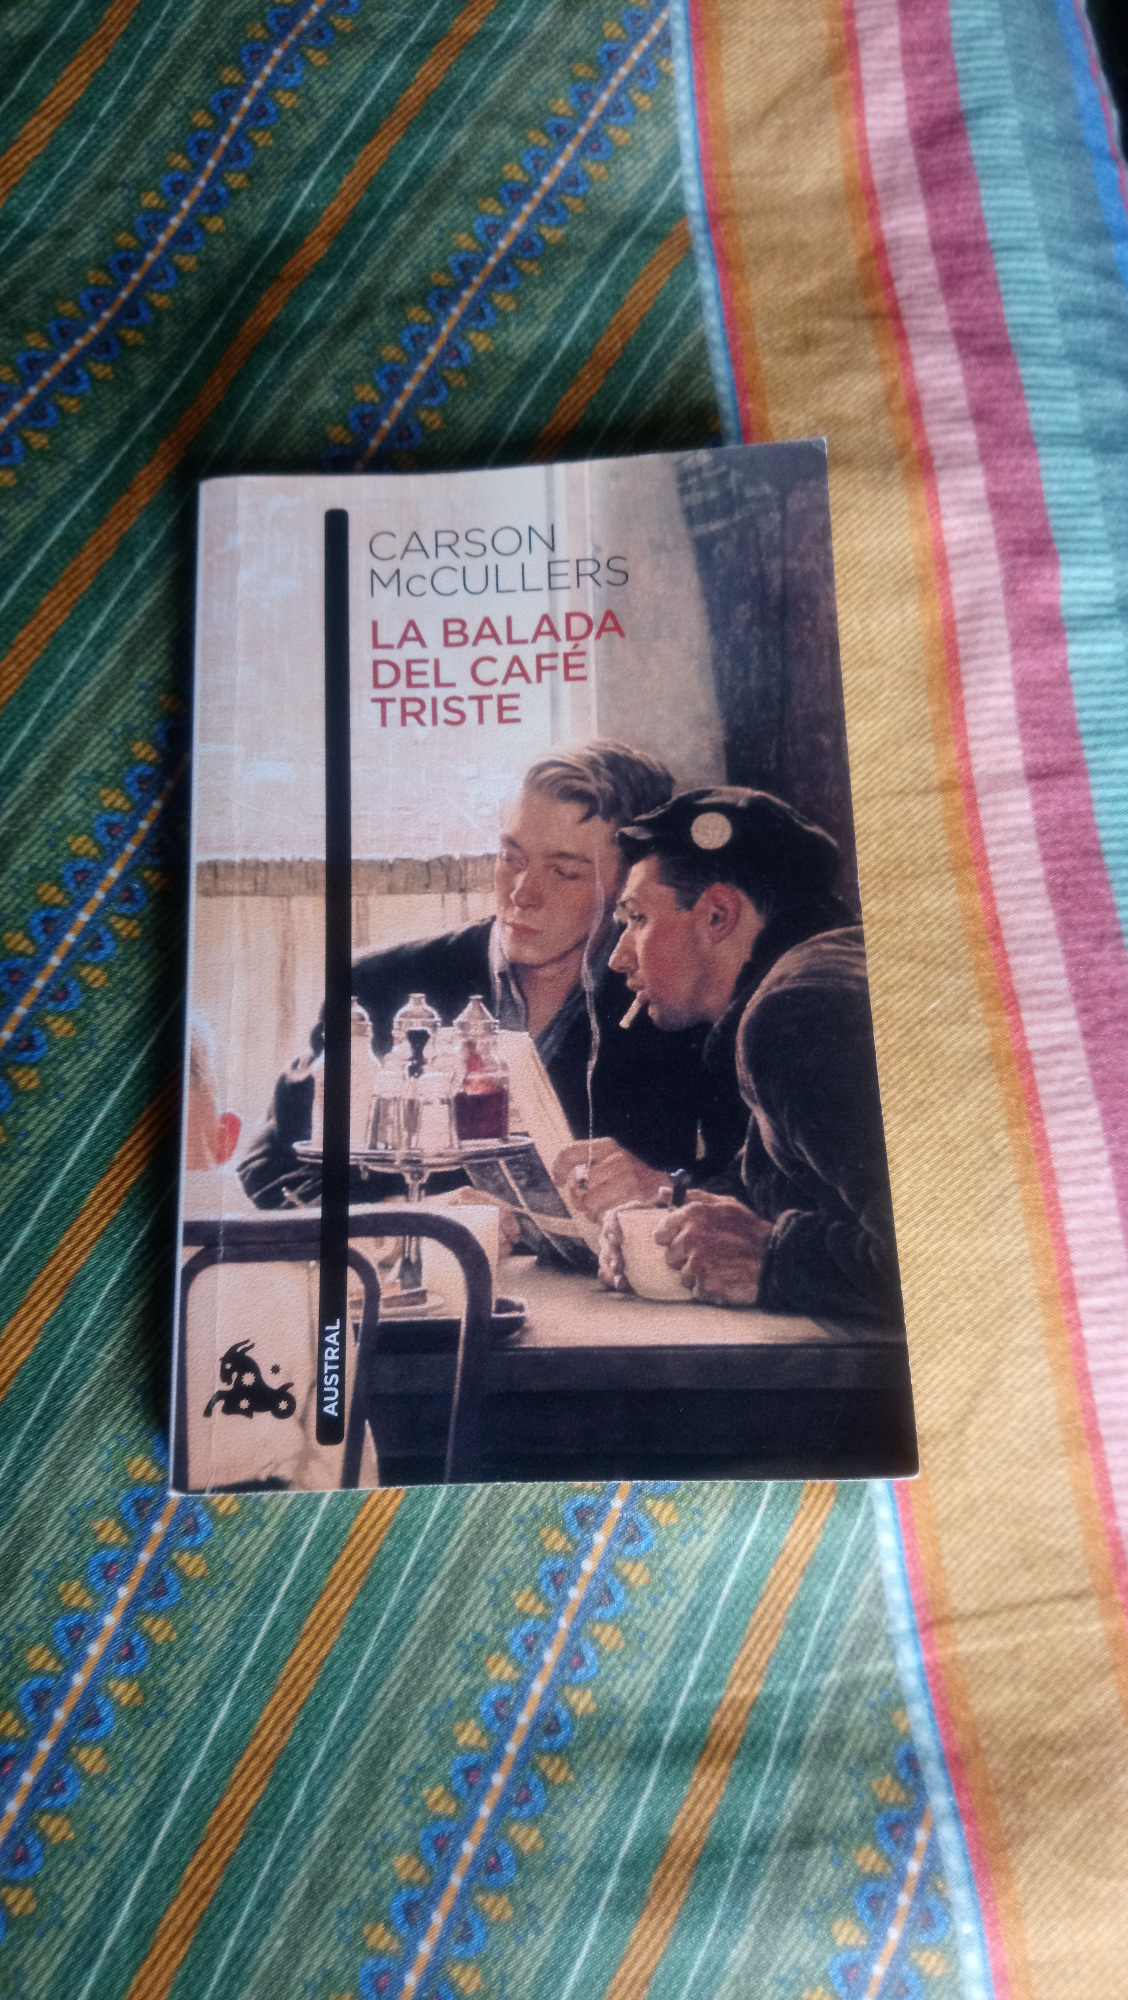 CARSON
McCULLERS
LA BALADA
DEL CAFÉ
TRISTE
AUSTRAL